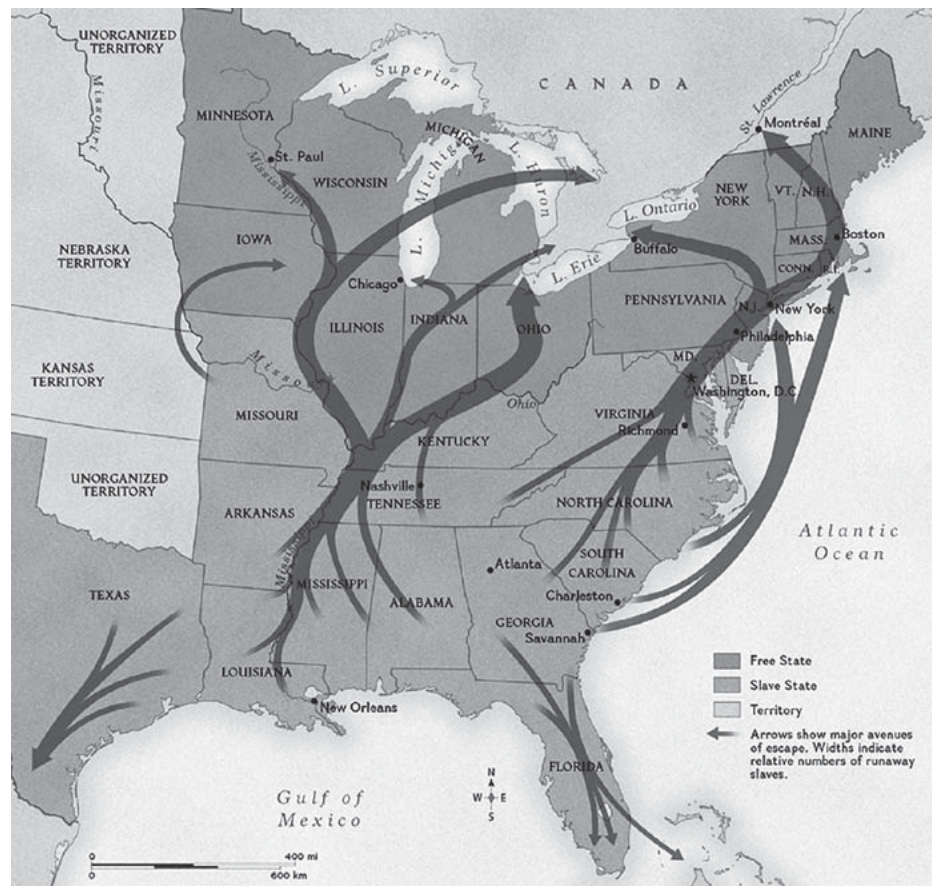 UNORGANIZED
TERRITORY
Missouri
MINNESOTA
St. Paul
Mississippi
L. Superior
CANADA
WISCONSIN
MICHIGAN
L. Michigan
L. Huron
St. Lawrence
Montréal
MAINE
NEW
YORK
VT.
N.H.
L. Ontario
Buffalo
MASS.
Boston
CONN.
R.I.
NEBRASKA
TERRITORY
IOWA
Chicago
L. Erie
PENNSYLVANIA
N.J.
New York
Philadelphia
ILLINOIS
INDIANA
OHIO
MD.
DEL.
Washington, D.C.
KANSAS
TERRITORY
Misso
MISSOURI
Ohio
VIRGINIA
Richmond
KENTUCKY
UNORGANIZED
TERRITORY
Nashville
TENNESSEE
NORTH CAROLINA
ARKANSAS
Mississippi
MISSISSIPPI
ALABAMA
Atlanta
SOUTH
CAROLINA
Charleston
GEORGIA
Savannah
Atlantic
Ocean
TEXAS
LOUISIANA
New Orleans
FLORIDA
Gulf of
Mexico
Free State
Slave State
Territory
Arrows show major avenues
of escape. Widths indicate
relative numbers of runaway
slaves.
N
W E
S
0 400 mi
0 600 km